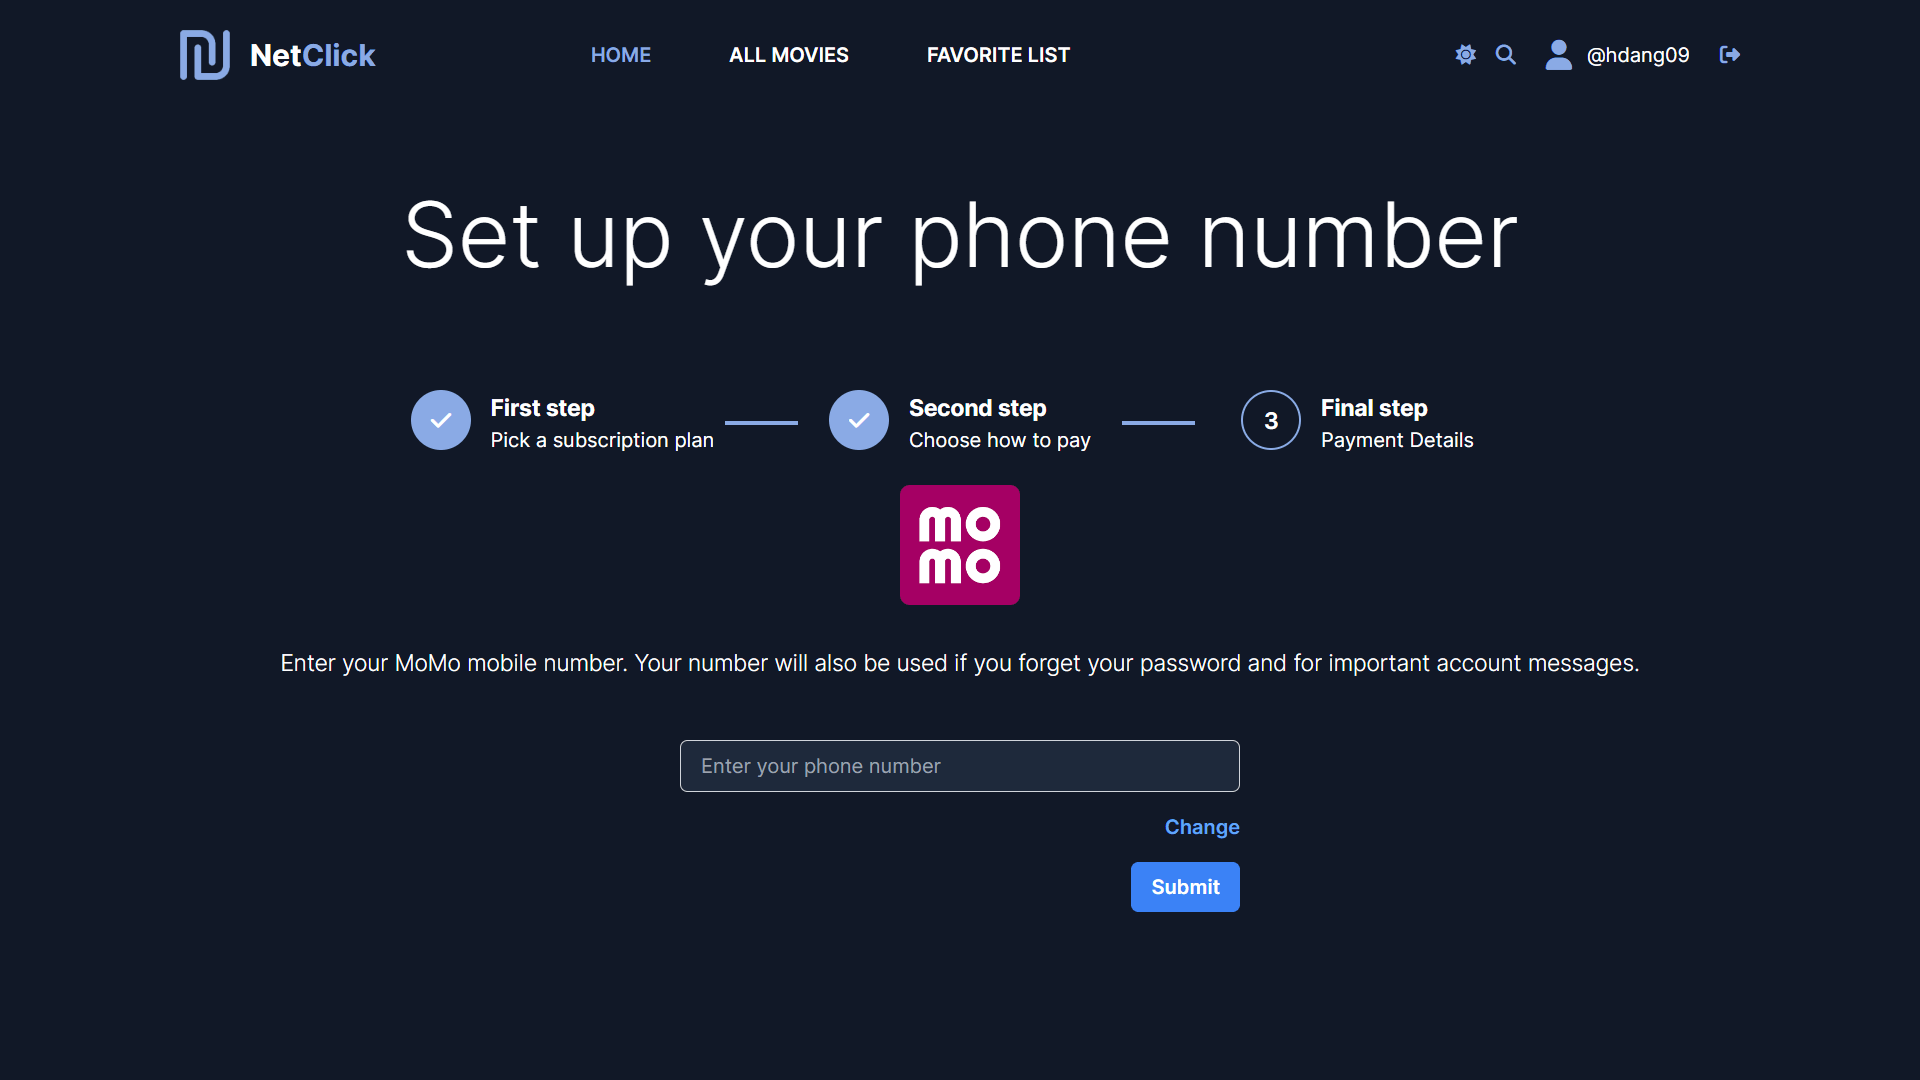 NetClick
HOME
ALL MOVIES
FAVORITE LIST
@hdang09
Set up your phone number
First step
Pick a subscription plan
Second step
Choose how to pay
3
Final step
Payment Details
mo
mo
Enter your MoMo mobile number. Your number will also be used if you forget your password and for important account messages.
Enter your phone number
Change
Submit